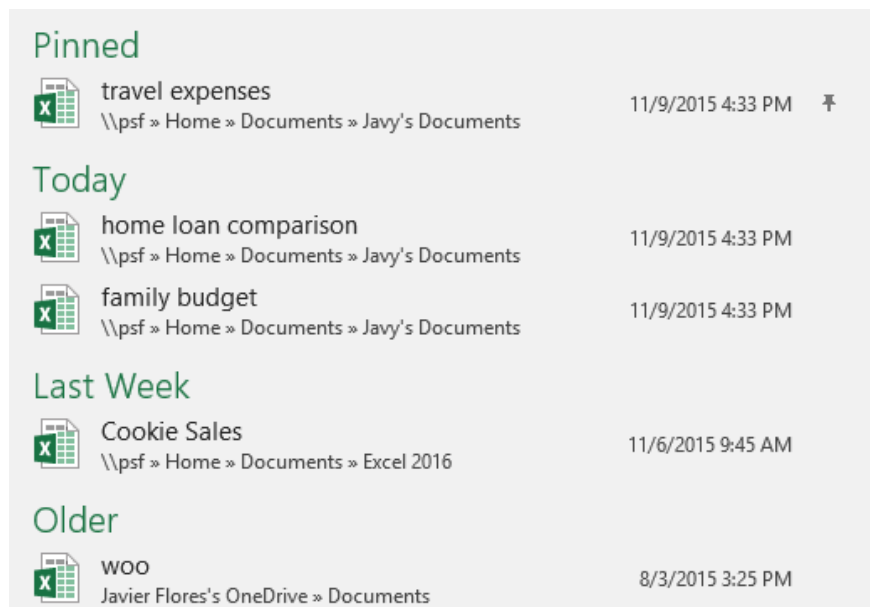 Pinned
travel expenses
\\psf » Home » Documents » Javy's Documents
11/9/2015 4:33 PM
Today
home loan comparison
\\psf » Home » Documents » Javy's Documents
11/9/2015 4:33 PM
family budget
\\psf » Home » Documents » Javy's Documents
11/9/2015 4:33 PM
Last Week
Cookie Sales
\\psf » Home » Documents » Excel 2016
11/6/2015 9:45 AM
Older
woo
Javier Flores's OneDrive » Documents
8/3/2015 3:25 PM